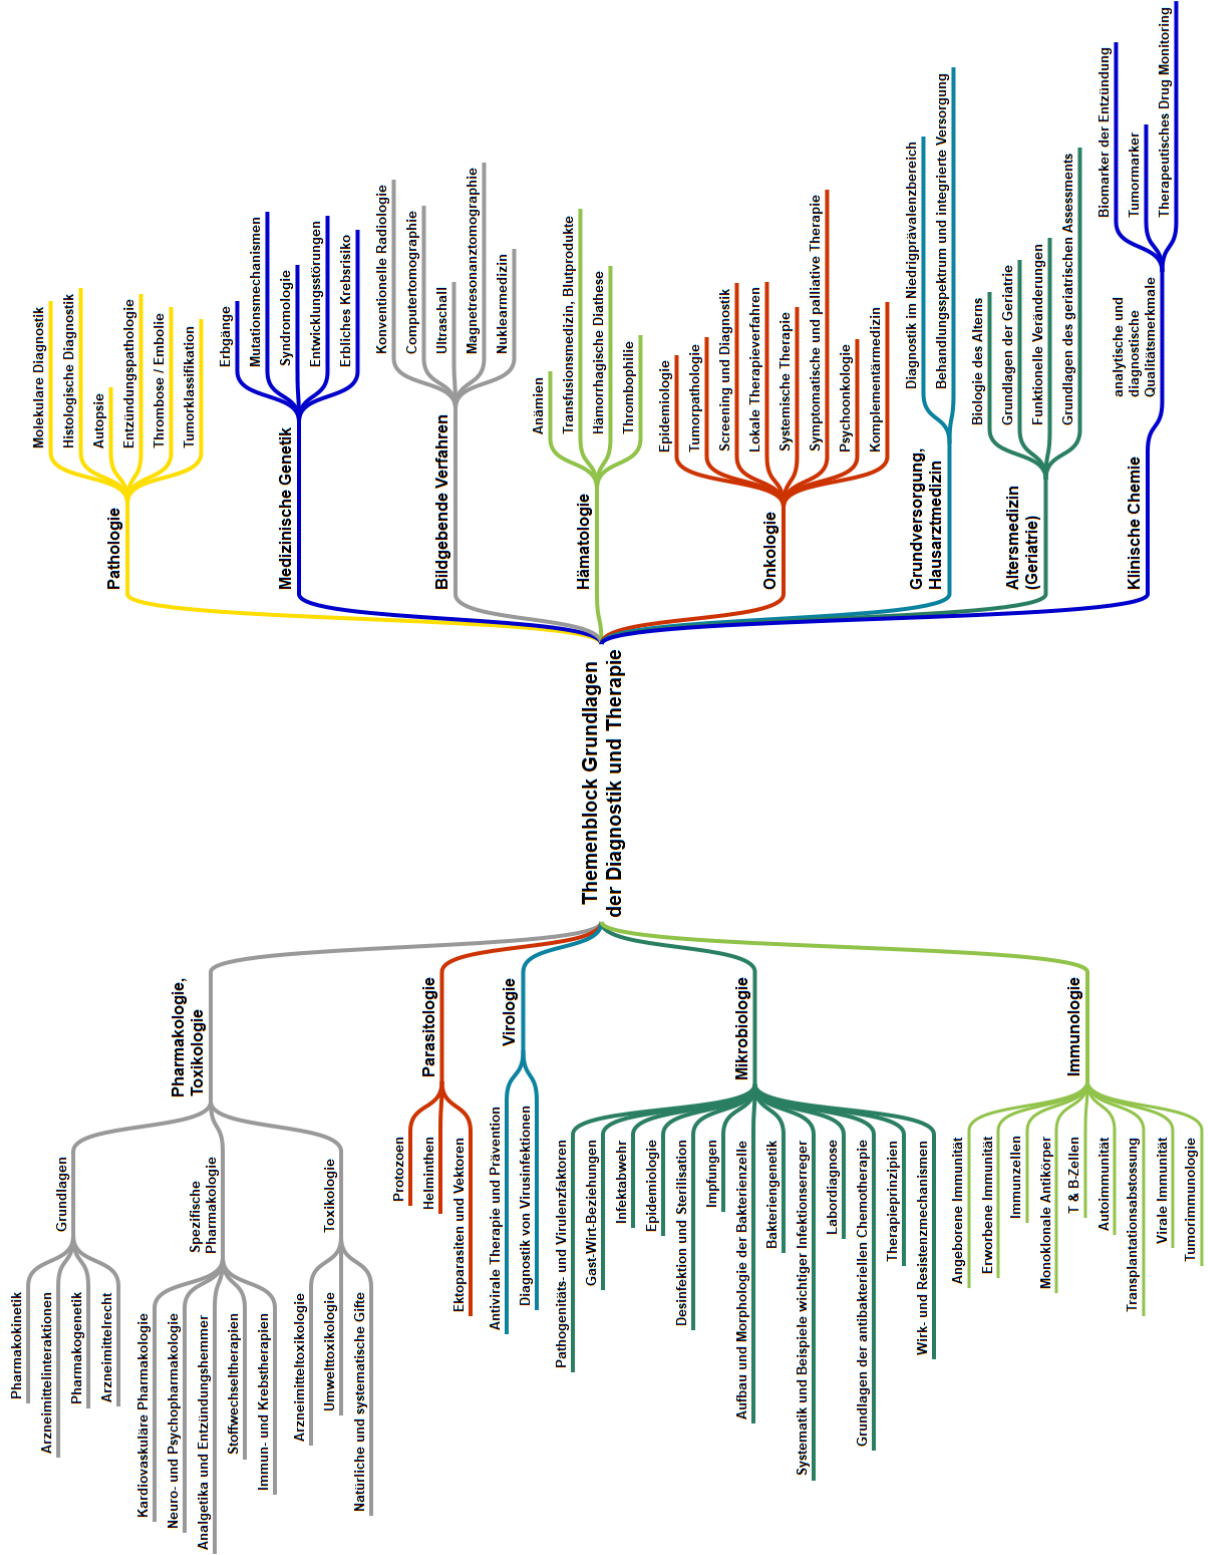 Themenblock Grundlagen
der Diagnostik und Therapie
Pathologie
Molekulare Diagnostik
Histologische Diagnostik
Autopsie
Entzündungspathologie
Thrombose / Embolie
Tumorklassifikation
Medizinische Genetik
Erbgänge
Mutationsmechanismen
Syndromologie
Entwicklungsstörungen
Erbliches Krebsrisiko
Bildgebende Verfahren
Konventionelle Radiologie
Computertomographie
Ultraschall
Magnetresonanztomographie
Nuklearmedizin
Hämatologie
Anämien
Transfusionsmedizin, Blutprodukte
Hämorrhagische Diathese
Thrombophilie
Onkologie
Epidemiologie
Tumorpathologie
Screening und Diagnostik
Lokale Therapieverfahren
Systemische Therapie
Symptomatische und palliative Therapie
Psychoonkologie
Komplementärmedizin
Grundversorgung,
Hausarztmedizin
Diagnostik im Niedrigprävalenzbereich
Behandlungsspektrum und integrierte Versorgung
Altersmedizin
(Geriatrie)
Biologie des Alterns
Grundlagen der Geriatrie
Funktionelle Veränderungen
Grundlagen des geriatrischen Assessments
Klinische Chemie
analytische und
diagnostische
Qualitätsmerkmale
Biomarker der Entzündung
Tumormarker
Therapeutisches Drug Monitoring
Pharmakologie,
Toxikologie
Grundlagen
Pharmakokinetik
Arzneimittelinteraktionen
Pharmakogenetik
Arzneimittelrecht
Spezifische
Pharmakologie
Kardiovaskuläre Pharmakologie
Neuro- und Psychopharmakologie
Analgetika und Entzündungshemmer
Stoffwechseltherapien
Immun- und Krebstherapien
Toxikologie
Arzneimitteltoxikologie
Umwelttoxikologie
Natürliche und systematische Gifte
Parasitologie
Protozoen
Helminthen
Ektoparasiten und Vektoren
Virologie
Antivirale Therapie und Prävention
Diagnostik von Virusinfektionen
Mikrobiologie
Pathogenitäts- und Virulenzfaktoren
Gast-Wirt-Beziehungen
Infektabwehr
Epidemiologie
Desinfektion und Sterilisation
Impfungen
Aufbau und Morphologie der Bakterienzelle
Bakteriengenetik
Systematik und Beispiele wichtiger Infektionserreger
Labordiagnose
Grundlagen der antibakteriellen Chemotherapie
Therapieprinzipien
Wirk- und Resistenzmechanismen
Immunologie
Angeborene Immunität
Erworbene Immunität
Immunzellen
Monoklonale Antikörper
T & B-Zellen
Autoimmunität
Transplantationsabstossung
Virale Immunität
Tumorimmunologie